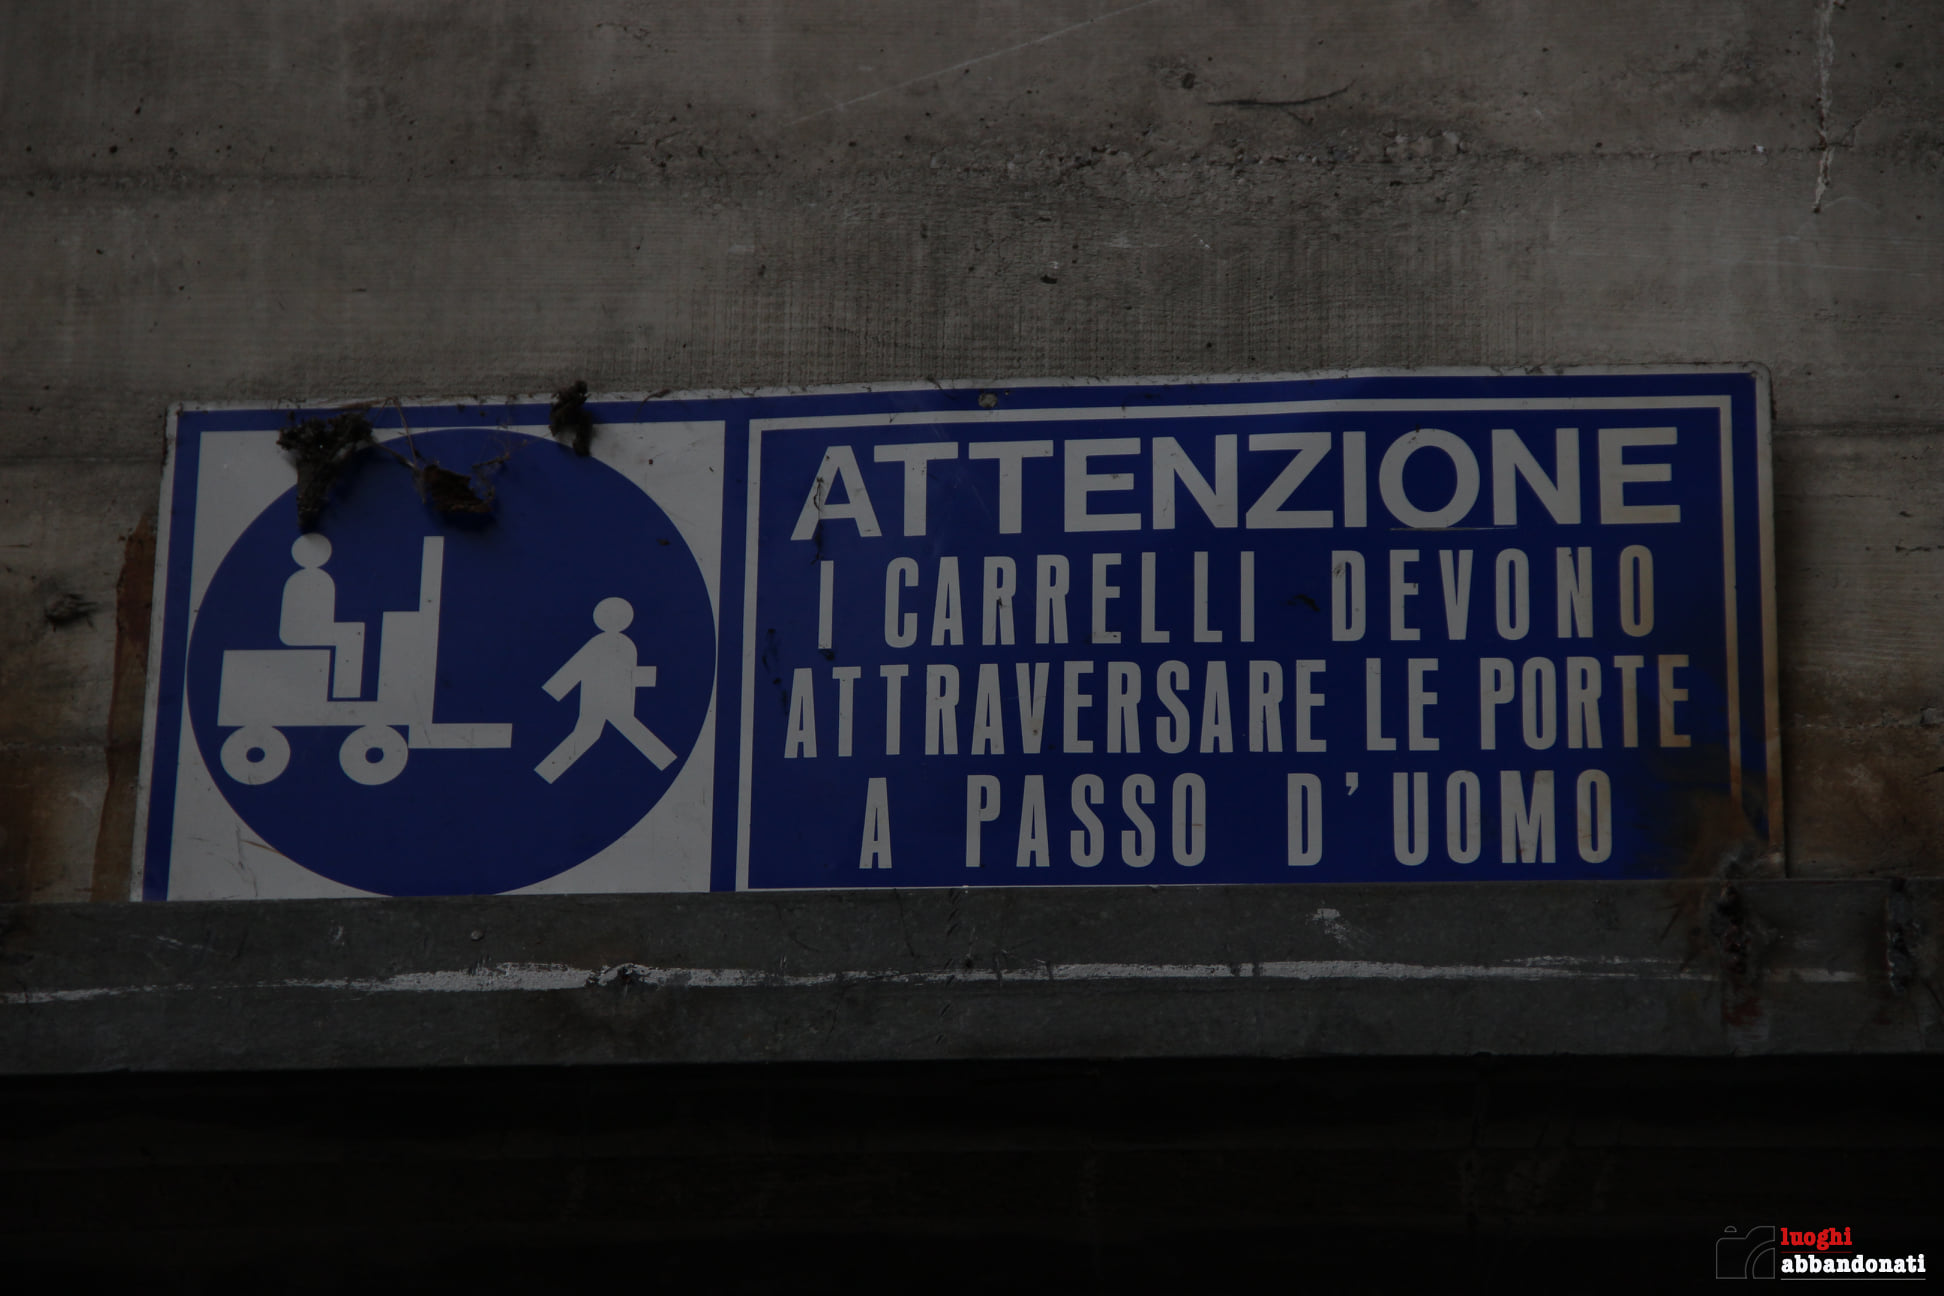 ATTENZIONE
I CARRELLI DEVONO
ATTRAVERSARE LE PORTE
A PASSO D'UOMO
luoghi
abbandonati